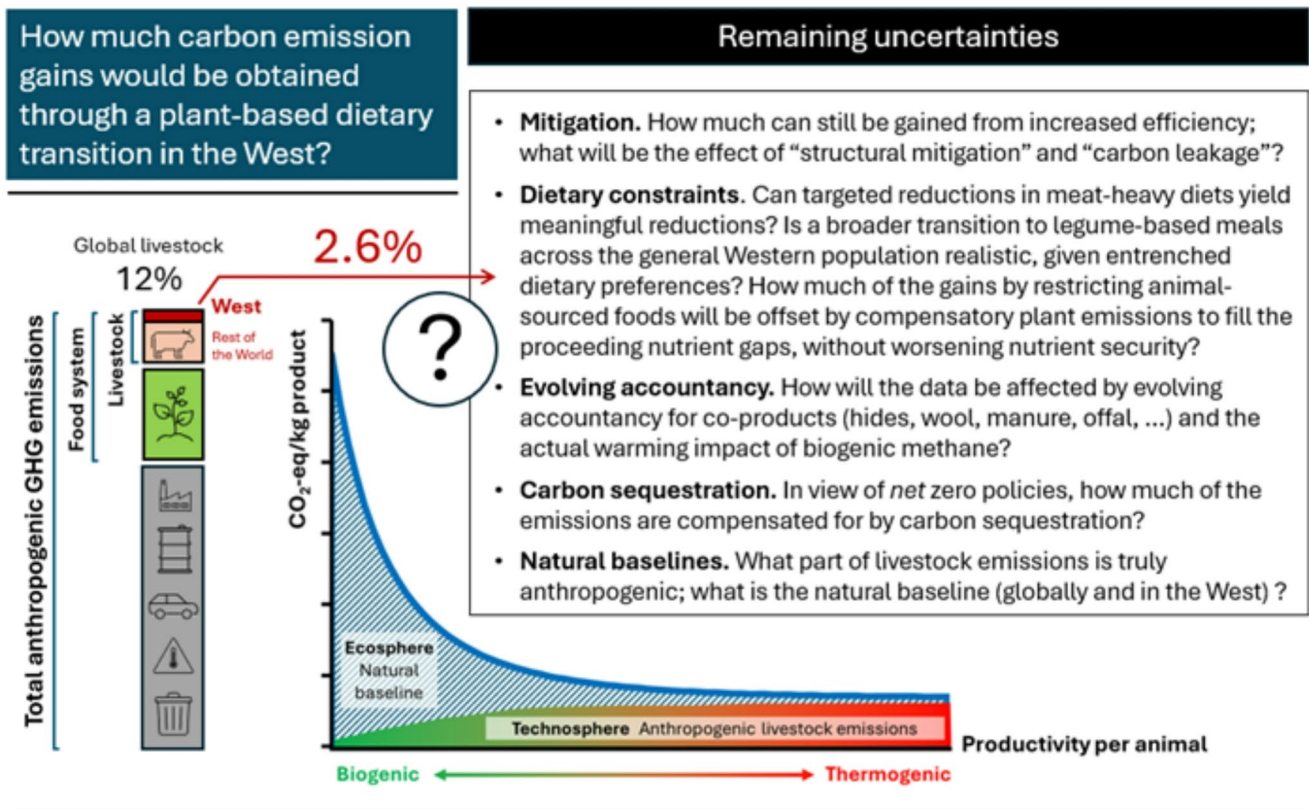 How much carbon emission
gains would be obtained
through a plant-based dietary
transition in the West?
Remaining uncertainties
• Mitigation. How much can still be gained from increased efficiency;
what will be the effect of “structural mitigation” and “carbon leakage”?
• Dietary constraints. Can targeted reductions in meat-heavy diets yield
meaningful reductions? Is a broader transition to legume-based meals
across the general Western population realistic, given entrenched
dietary preferences? How much of the gains by restricting animal-
sourced foods will be offset by compensatory plant emissions to fill the
proceeding nutrient gaps, without worsening nutrient security?
• Evolving accountancy. How will the data be affected by evolving
accountancy for co-products (hides, wool, manure, offal, ...) and the
actual warming impact of biogenic methane?
• Carbon sequestration. In view of net zero policies, how much of the
emissions are compensated for by carbon sequestration?
• Natural baselines. What part of livestock emissions is truly
anthropogenic; what is the natural baseline (globally and in the West) ?
Global livestock
12%
2.6%
West
Rest of
the World
Total anthropogenic GHG emissions
Food system
Livestock
?
CO₂-eq/kg product
Ecosphere
Natural
baseline
Technosphere Anthropogenic livestock emissions
Productivity per animal
Biogenic
Thermogenic